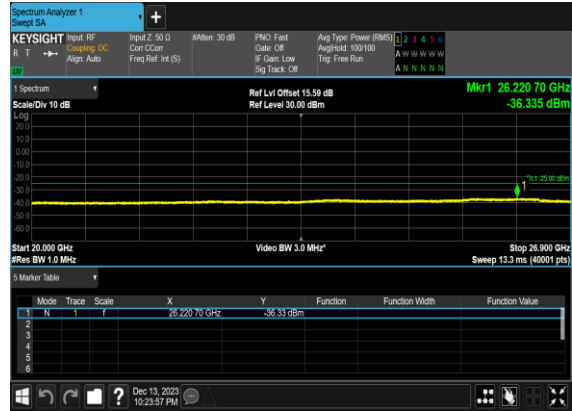 Spectrum Analyzer 1
Swept SA
+
KEYSIGHT Input: RF Input Z: 50 Ω #Atten: 30 dB PNO: Fast Avg Type: Power (RMS) 1 2 3 4 5 6
R T Coupling: DC Corr CCorr Gate: Off Avg|Hold: 100/100 A W W W W W
Align: Auto Freq Ref: Int (S) IF Gain: Low Trig: Free Run
Sig Track: Off A N N N N N
1 Spectrum Ref Lvl Offset 15.59 dB Mkr1 26.220 70 GHz
Scale/Div 10 dB Ref Level 30.00 dBm -36.335 dBm
Log
20.0
10.0
0.00
-10.0
-20.0
DL1 -25.00 dBm
-30.0
1
-40.0
-50.0
-60.0
Start 20.000 GHz Video BW 3.0 MHz* Stop 26.900 GHz
#Res BW 1.0 MHz Sweep 13.3 ms (40001 pts)
5 Marker Table
Mode Trace Scale X Y Function Function Width Function Value
1 N 1 f 26.220 70 GHz -36.33 dBm
2
3
4
5
6
? Dec 13, 2023
10:23:57 PM